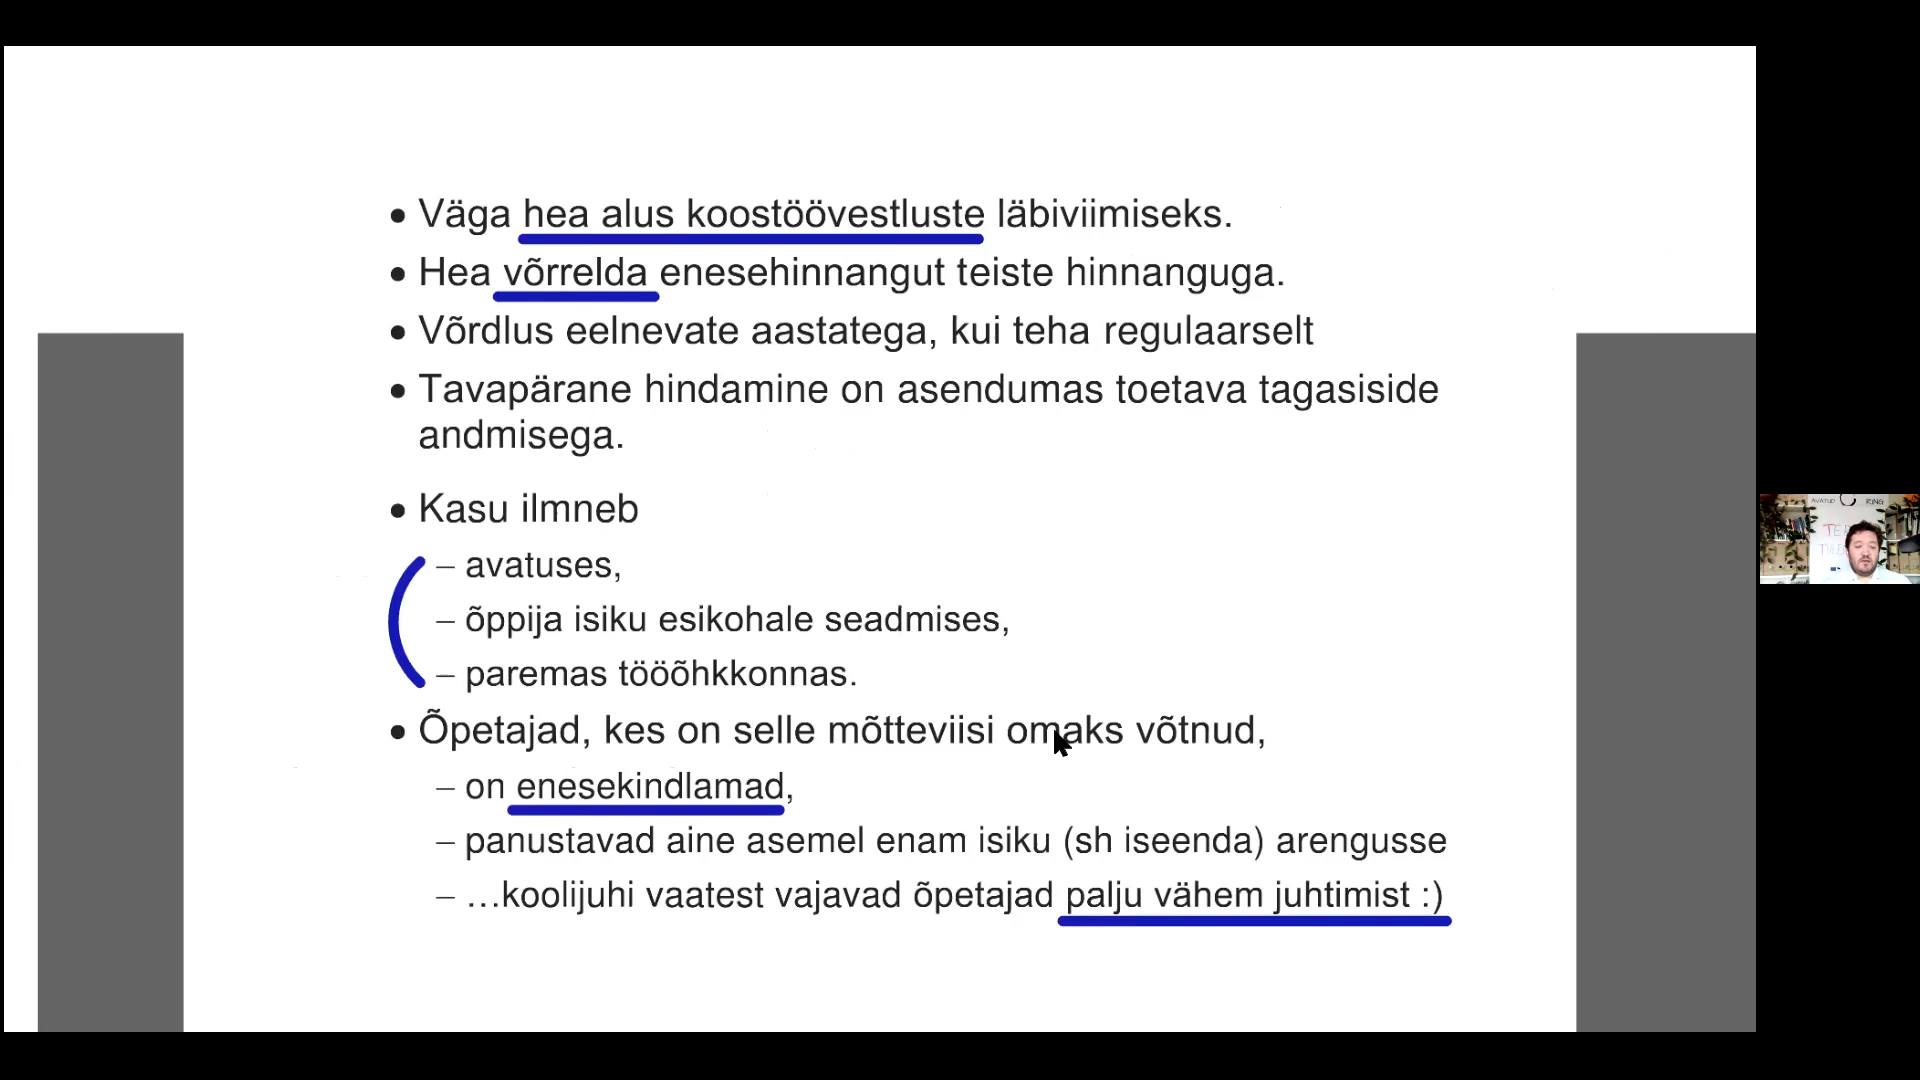 • Väga hea alus koostöövestluste läbiviimiseks.
• Hea võrrelda enesehinnangut teiste hinnanguga.
• Võrdlus eelnevate aastatega, kui teha regulaarselt
• Tavapärane hindamine on asendumas toetava tagasiside
andmisega.
• Kasu ilmneb
– avatuses,
– õppija isiku esikohale seadmises,
– paremas tööõhkkonnas.
• Õpetajad, kes on selle mõtteviisi omaks võtnud,
– on enesekindlamad,
– panustavad aine asemel enam isiku (sh iseenda) arengusse
– …koolijuhi vaatest vajavad õpetajad palju vähem juhtimist :)
AVATUD RING